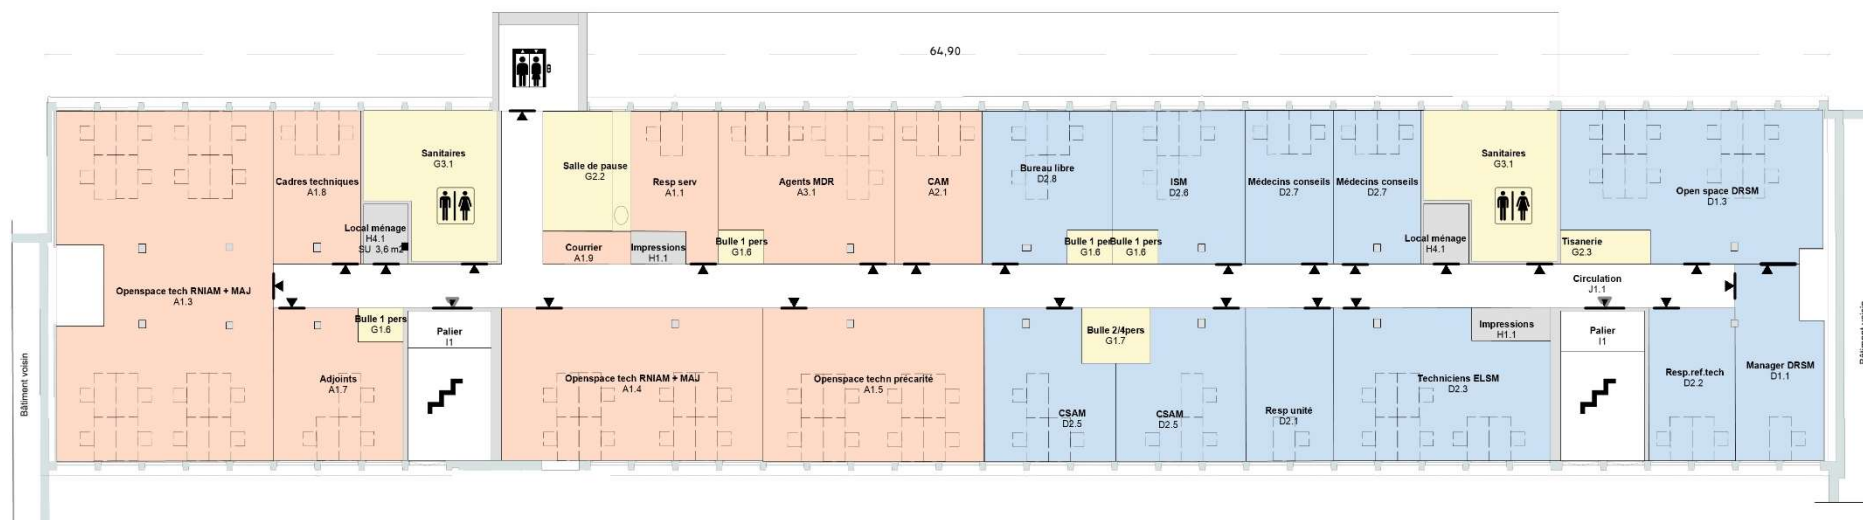 64,90
Sanitaires
G3.1
Salle de pause
G2.2
Cadres techniques
A1.8
Resp serv
A1.1
Agents MDR
A3.1
CAM
A2.1
Bureau libre
D2.8
ISM
D2.6
Médecins conseils
D2.7
Médecins conseils
D2.7
Sanitaires
G3.1
Open space DRSM
D1.3
Local ménage
H4.1
SU 3,6 m2
Courrier
A1.9
Impressions
H1.1
Bulle 1 pers
G1.6
Bulle 1 pers
G1.6
Bulle 1 pers
G1.6
Local ménage
H4.1
Tisanerie
G2.3
Openspace tech RNIAM + MAJ
A1.3
Circulation
J1.1
Bulle 1 pers
G1.6
Palier
I1
Bulle 2/4pers
G1.7
Impressions
H1.1
Palier
I1
Adjoints
A1.7
Openspace tech RNIAM + MAJ
A1.4
Openspace techn précarité
A1.5
CSAM
D2.5
CSAM
D2.5
Resp unité
D2.1
Techniciens ELSM
D2.3
Resp.ref.tech
D2.2
Manager DRSM
D1.1
Bâtiment voisin
Bâtiment voisin